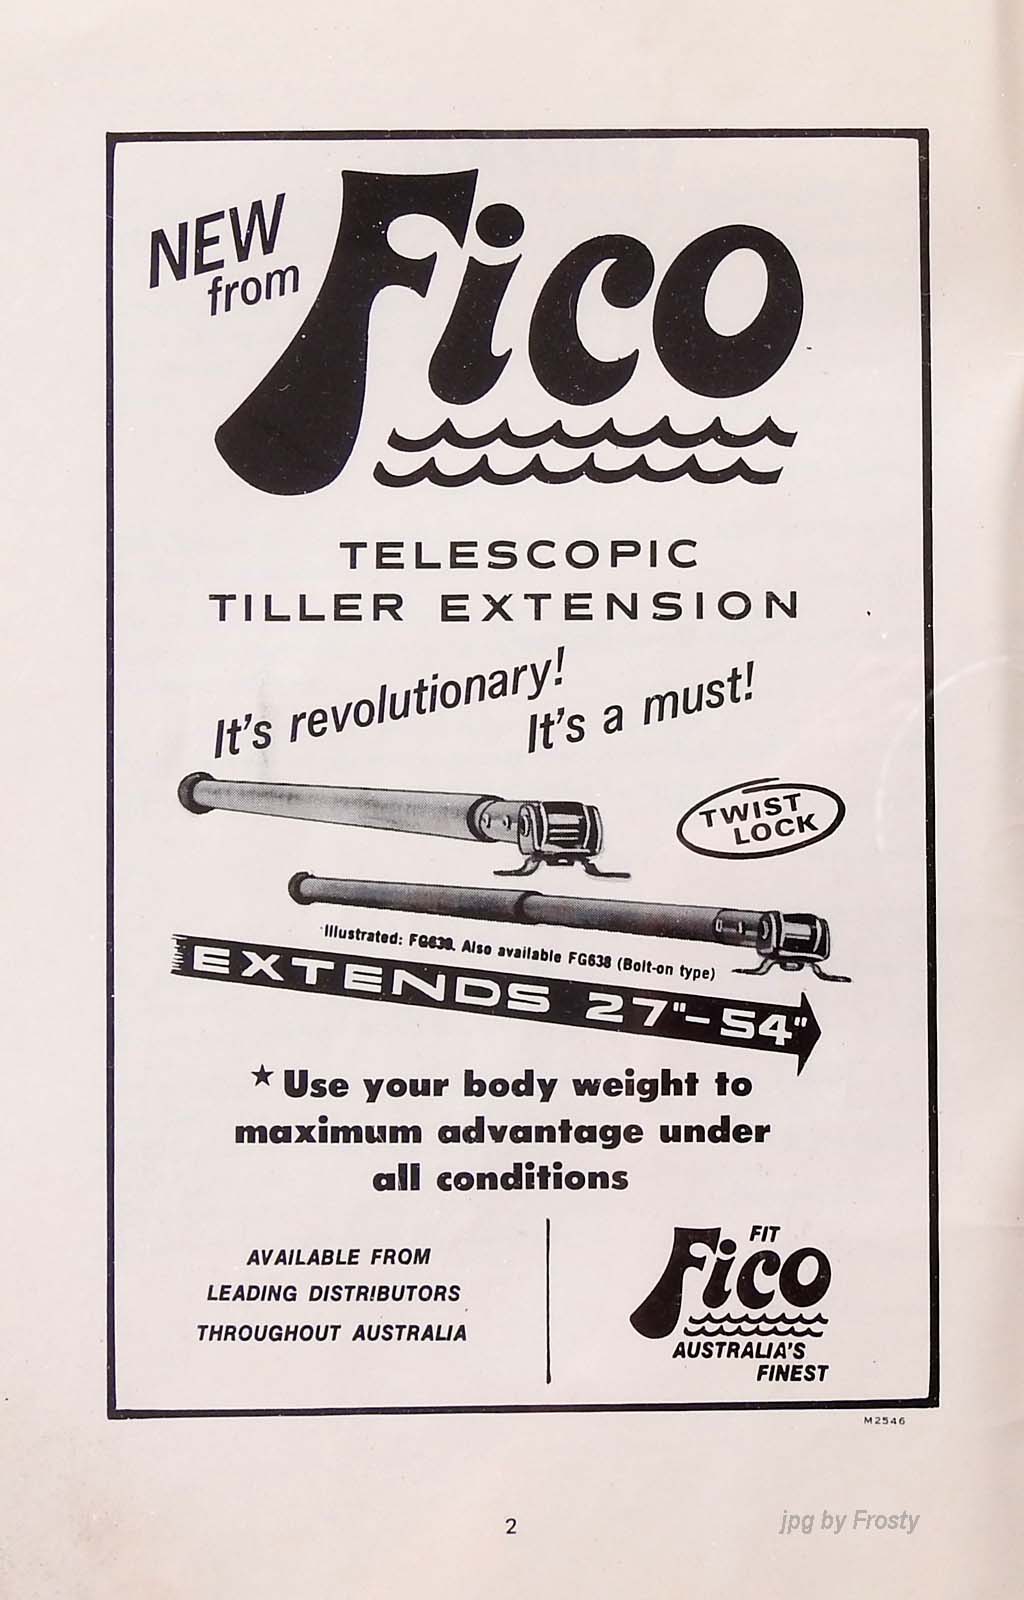 NEW
from
Fico
TELESCOPIC
TILLER EXTENSION
It's revolutionary!
It's a must!
TWIST
LOCK
Illustrated: FG639. Also available FG638 (Bolt-on type)
EXTENDS 27"-54"
★ Use your body weight to
maximum advantage under
all conditions
AVAILABLE FROM
LEADING DISTRIBUTORS
THROUGHOUT AUSTRALIA
FIT
Fico
AUSTRALIA'S
FINEST
M2546
2
jpg by Frosty